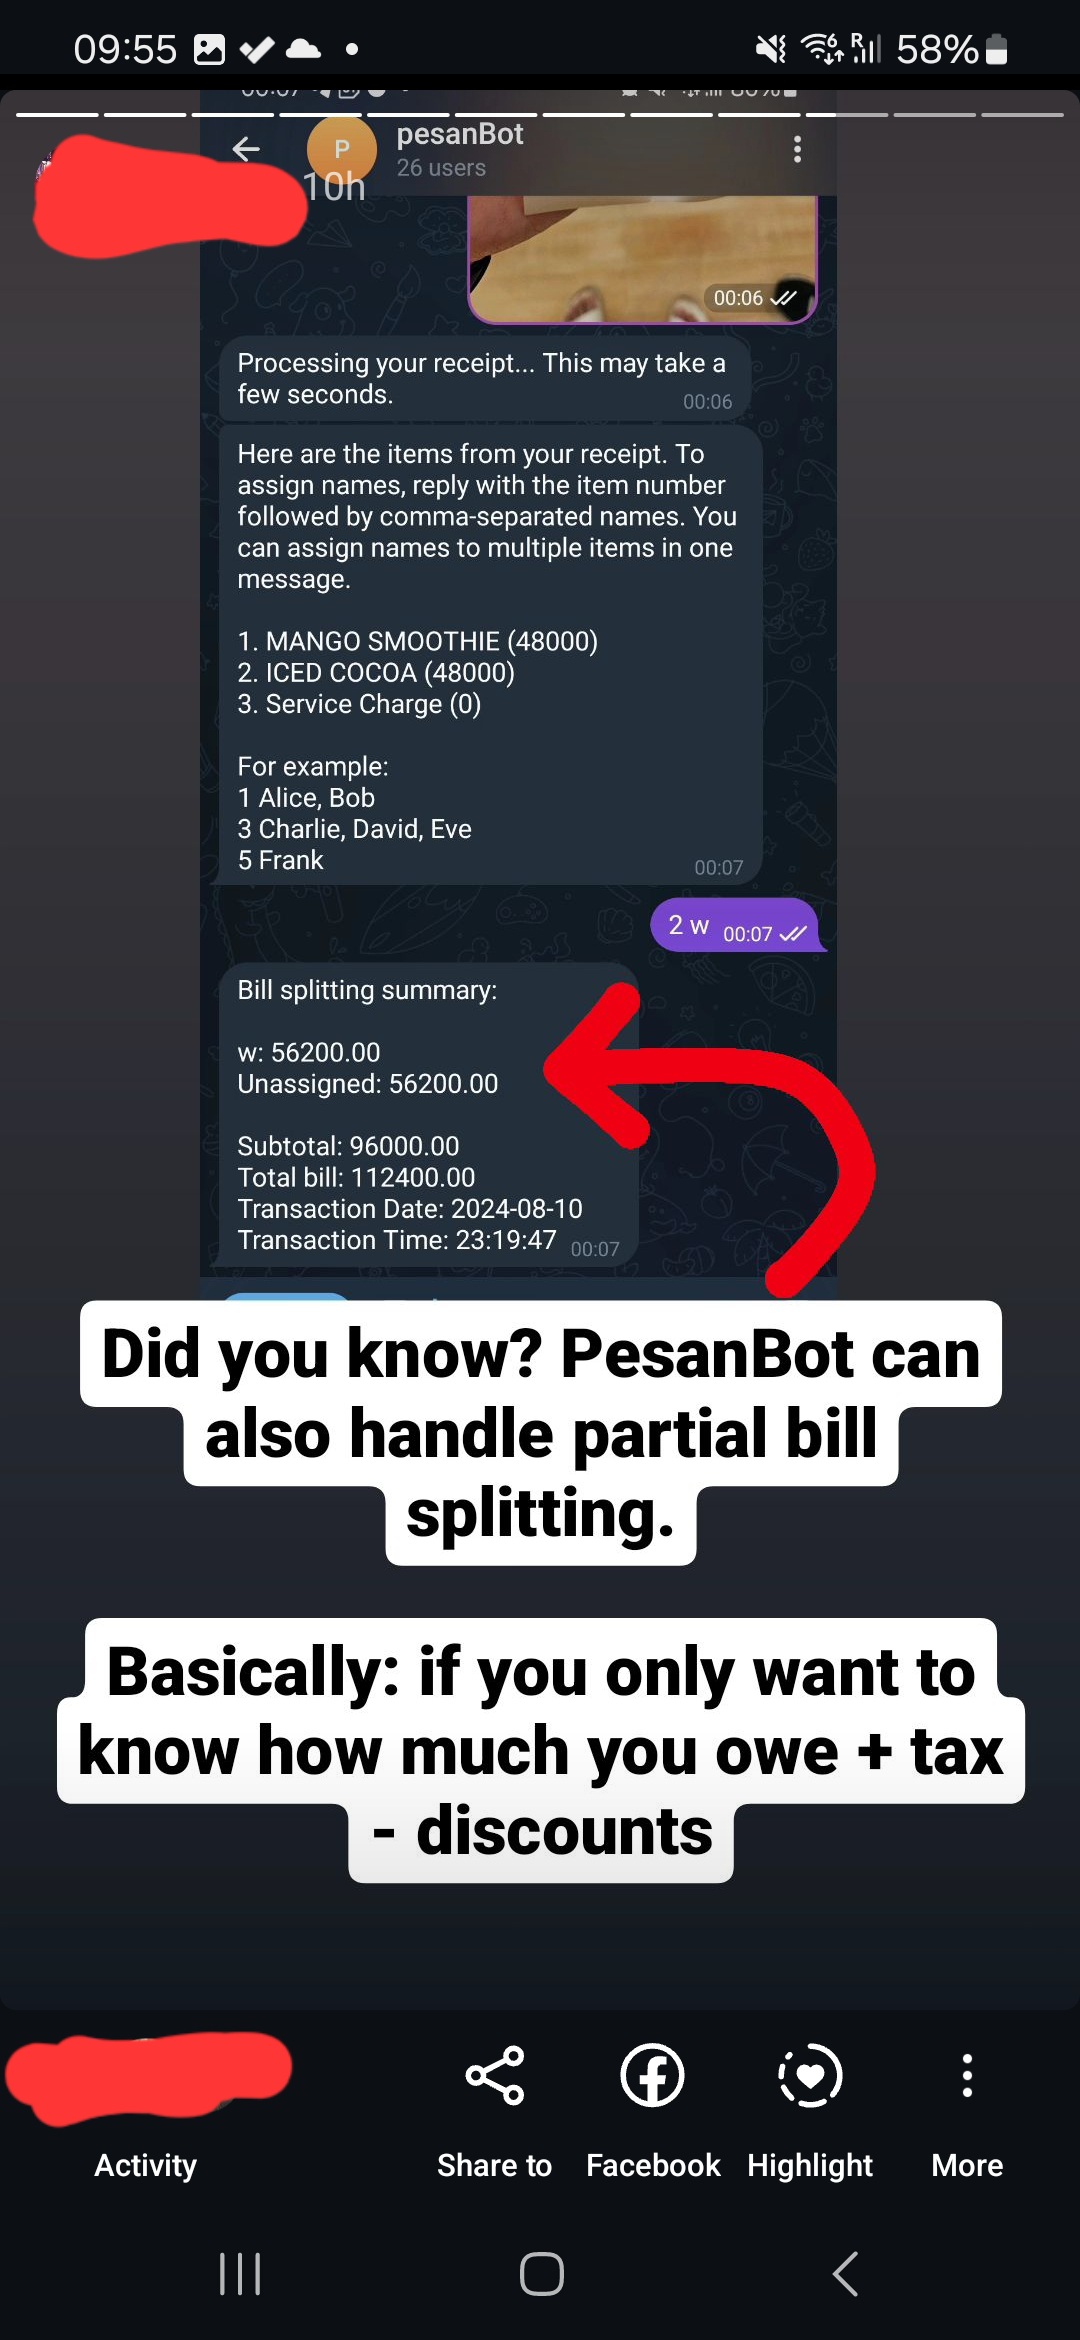 09:55
58%
pesanBot
26 users
10h
00:06
Processing your receipt... This may take a
few seconds.
00:06
Here are the items from your receipt. To
assign names, reply with the item number
followed by comma-separated names. You
can assign names to multiple items in one
message.
1. MANGO SMOOTHIE (48000)
2. ICED COCOA (48000)
3. Service Charge (0)
For example:
1 Alice, Bob
3 Charlie, David, Eve
5 Frank
00:07
2 w 00:07
Bill splitting summary:
w: 56200.00
Unassigned: 56200.00
Subtotal: 96000.00
Total bill: 112400.00
Transaction Date: 2024-08-10
Transaction Time: 23:19:47
00:07
Did you know? PesanBot can
also handle partial bill
splitting.
Basically: if you only want to
know how much you owe + tax
- discounts
Activity
Share to
Facebook
Highlight
More